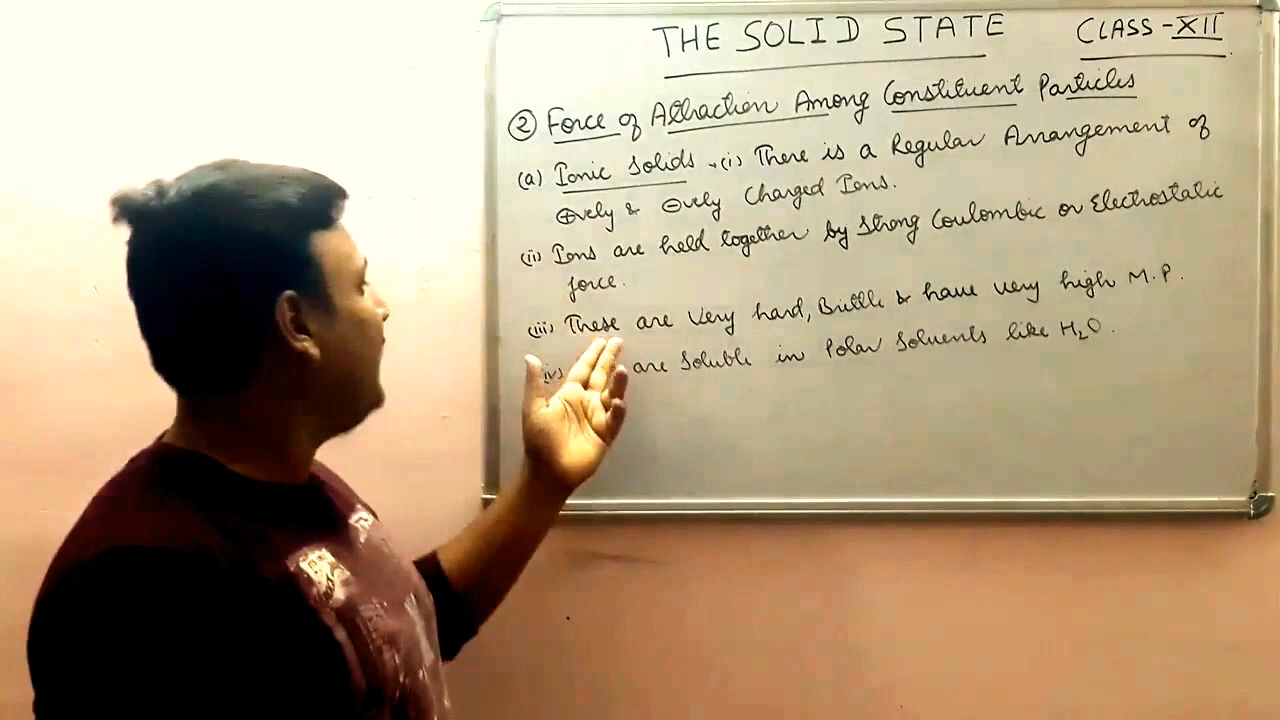 THE SOLID STATE CLASS-XII
② Force of Attraction Among Constituent Particles
(a) Ionic Solids → (i) There is a Regular Arrangement of
⊕vely & ⊖vely Charged Ions.
(ii) Ions are held together by Strong Coulombic or Electrostatic
force.
(iii) These are very hard, Brittle & have very high M.P.
(iv) are soluble in Polar Solvents like H₂O.